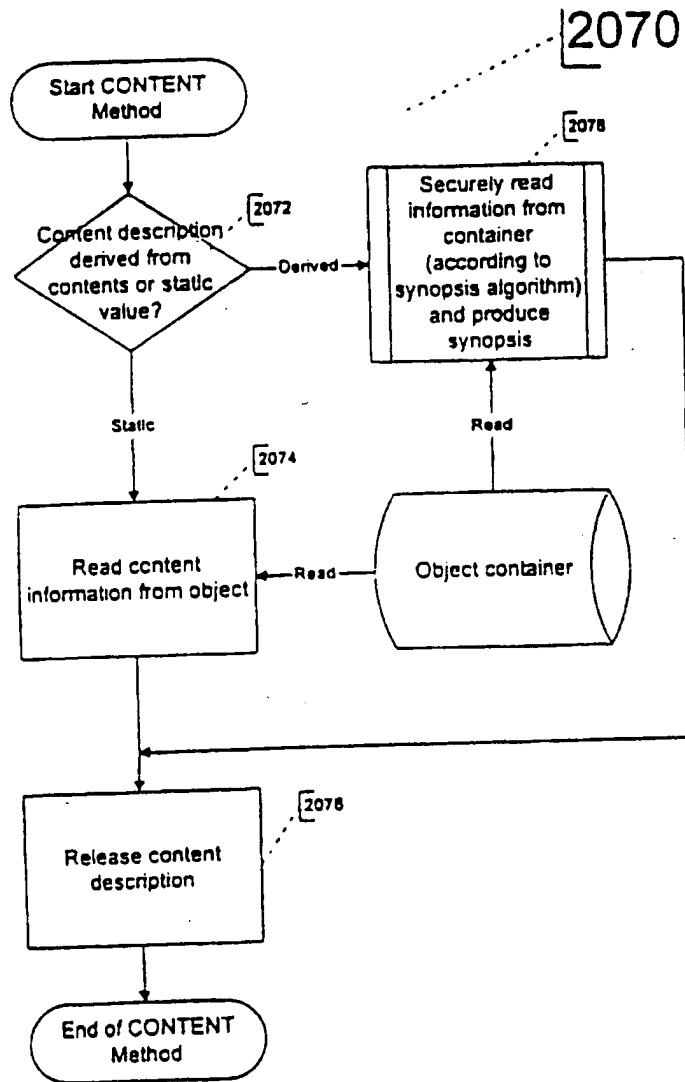 2070
Start CONTENT
Method
2078
Securely read
information from
container
(according to
synopsis algorithm)
and produce
synopsis
2072
Content description
derived from
contents or static
value?
Derived
Static
Read
2074
Read content
information from object
Read
Object container
2076
Release content
description
End of CONTENT
Method